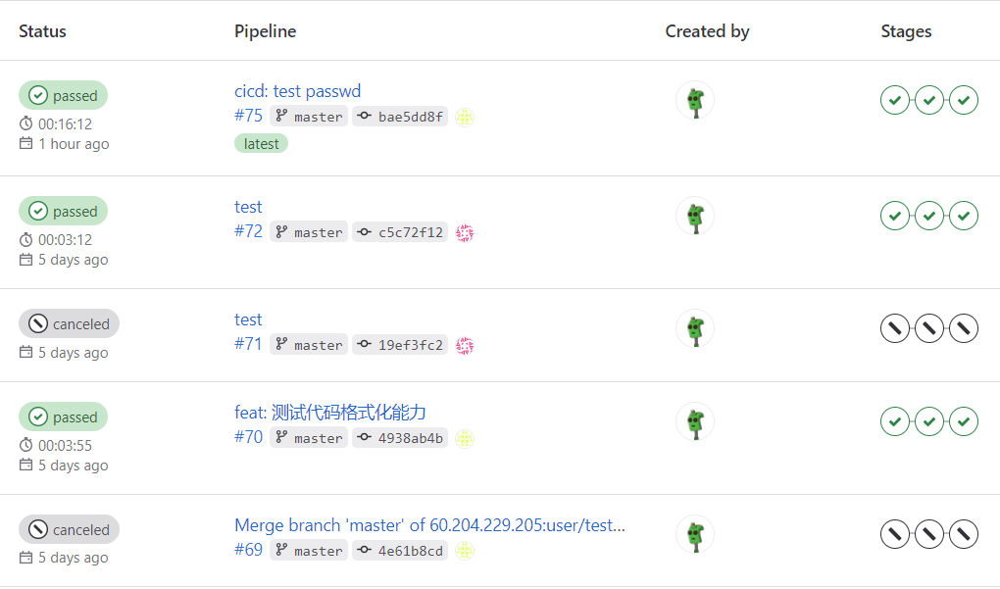 Status Pipeline Created by Stages
passed
00:16:12
1 hour ago
cicd: test passwd
#75 master bae5dd8f
latest
passed
00:03:12
5 days ago
test
#72 master c5c72f12
canceled
5 days ago
test
#71 master 19ef3fc2
passed
00:03:55
5 days ago
feat: 测试代码格式化能力
#70 master 4938ab4b
canceled
5 days ago
Merge branch 'master' of 60.204.229.205:user/test...
#69 master 4e61b8cd